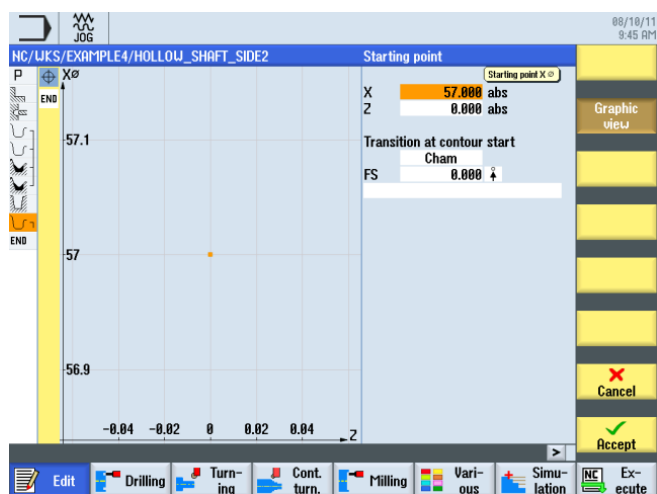 JOG
08/10/11
9:45 AM
NC/WKS/EXAMPLE4/HOLLOW_SHAFT_SIDE2
Starting point
P
END
END
XØ
57.1
57
56.9
-0.04 -0.02 0 0.02 0.04
Z
Starting point X Ø
X 57.000 abs
Z 0.000 abs
Transition at contour start
Cham
FS 0.000
Graphic
view
Cancel
Accept
>
Edit
Drilling
Turn-
ing
Cont.
turn.
Milling
Vari-
ous
Simu-
lation
NC
Ex-
ecute